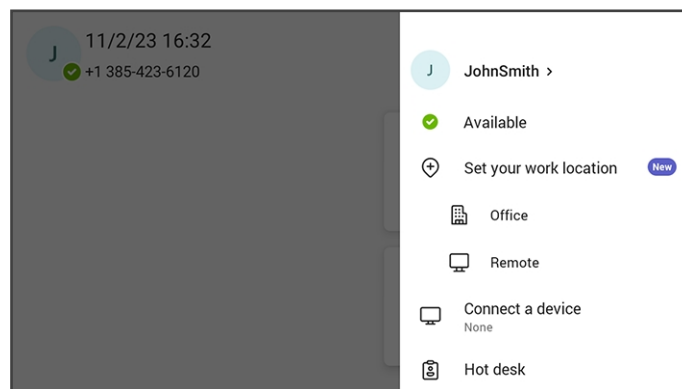 J
11/2/23 16:32
+1 385-423-6120
J
JohnSmith >
Available
Set your work location New
Office
Remote
Connect a device
None
Hot desk